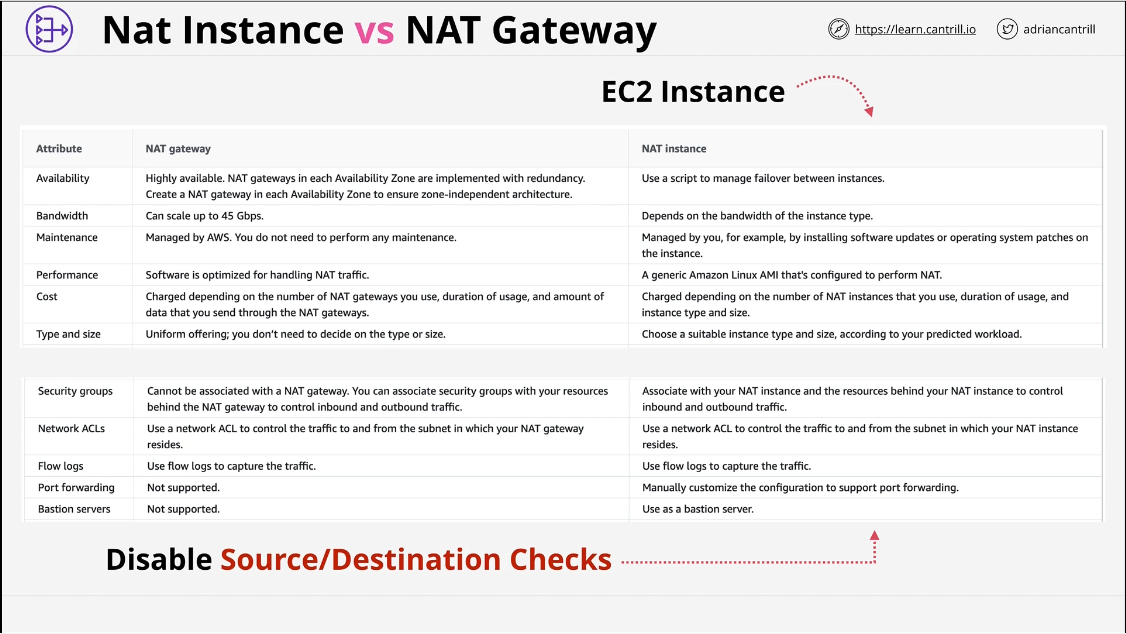 Nat Instance vs NAT Gateway
https://learn.cantrill.io
adriancantrill
EC2 Instance
Attribute
NAT gateway
NAT instance
Availability
Highly available. NAT gateways in each Availability Zone are implemented with redundancy.
Create a NAT gateway in each Availability Zone to ensure zone-independent architecture.
Use a script to manage failover between instances.
Bandwidth
Can scale up to 45 Gbps.
Depends on the bandwidth of the instance type.
Maintenance
Managed by AWS. You do not need to perform any maintenance.
Managed by you, for example, by installing software updates or operating system patches on
the instance.
Performance
Software is optimized for handling NAT traffic.
A generic Amazon Linux AMI that's configured to perform NAT.
Cost
Charged depending on the number of NAT gateways you use, duration of usage, and amount of
data that you send through the NAT gateways.
Charged depending on the number of NAT instances that you use, duration of usage, and
instance type and size.
Type and size
Uniform offering; you don't need to decide on the type or size.
Choose a suitable instance type and size, according to your predicted workload.
Security groups
Cannot be associated with a NAT gateway. You can associate security groups with your resources
behind the NAT gateway to control inbound and outbound traffic.
Associate with your NAT instance and the resources behind your NAT instance to control
inbound and outbound traffic.
Network ACLs
Use a network ACL to control the traffic to and from the subnet in which your NAT gateway
resides.
Use a network ACL to control the traffic to and from the subnet in which your NAT instance
resides.
Flow logs
Use flow logs to capture the traffic.
Use flow logs to capture the traffic.
Port forwarding
Not supported.
Manually customize the configuration to support port forwarding.
Bastion servers
Not supported.
Use as a bastion server.
Disable Source/Destination Checks